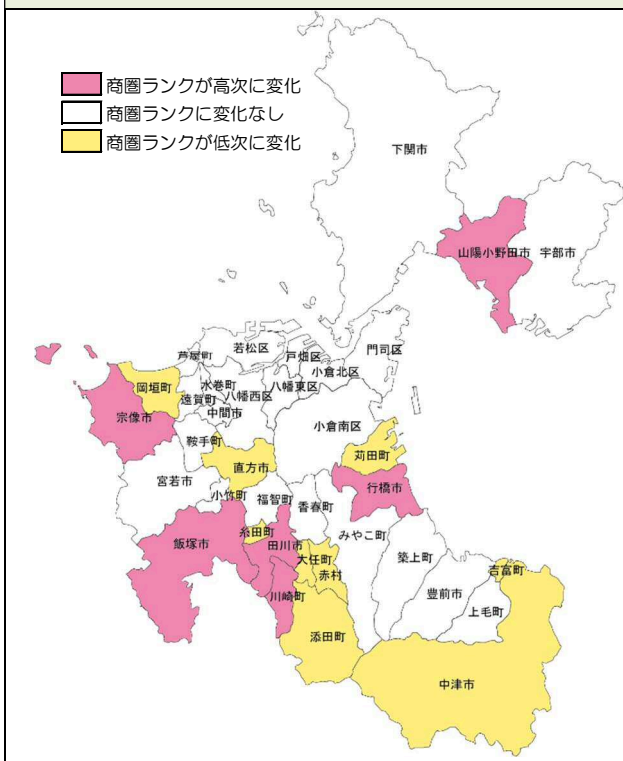 商圏ランクが高次に変化
商圏ランクに変化なし
商圏ランクが低次に変化
下関市
山陽小野田市
宇部市
芦屋町
若松区
戸畑区
門司区
小倉北区
岡垣町
水巻町
遠賀町
八幡西区
八幡東区
中間市
宗像市
小倉南区
鞍手町
直方市
苅田町
宮若市
行橋市
小竹町
福智町
香春町
飯塚市
糸田町
田川市
みやこ町
大任町
赤村
築上町
吉富町
川崎町
豊前市
上毛町
添田町
中津市